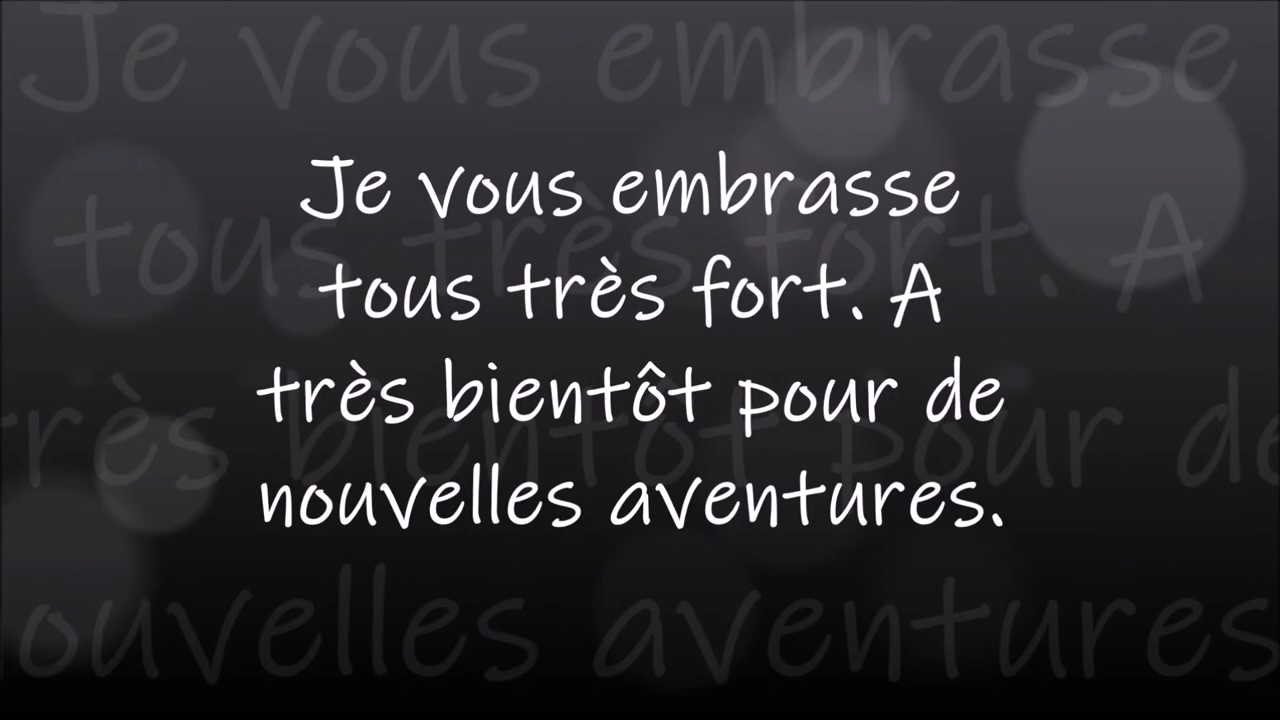 Je vous embrasse
tous très fort. A
très bientôt pour de
nouvelles aventures.